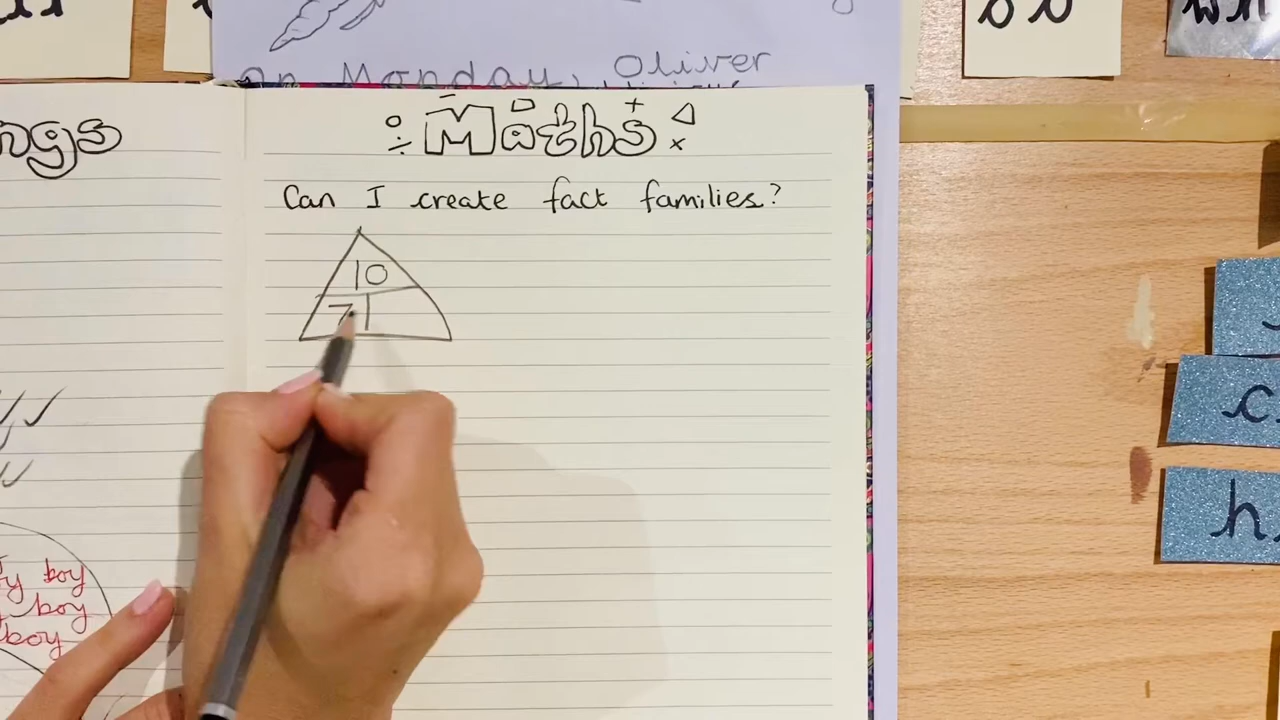 on Monday, Oliver
ngs
÷ Maths + ×
Can I create fact families?
10
7
boy
boy
boy
c
h